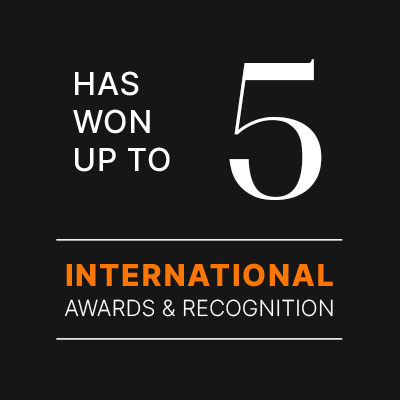 HAS
WON
UP TO
5
INTERNATIONAL
AWARDS & RECOGNITION